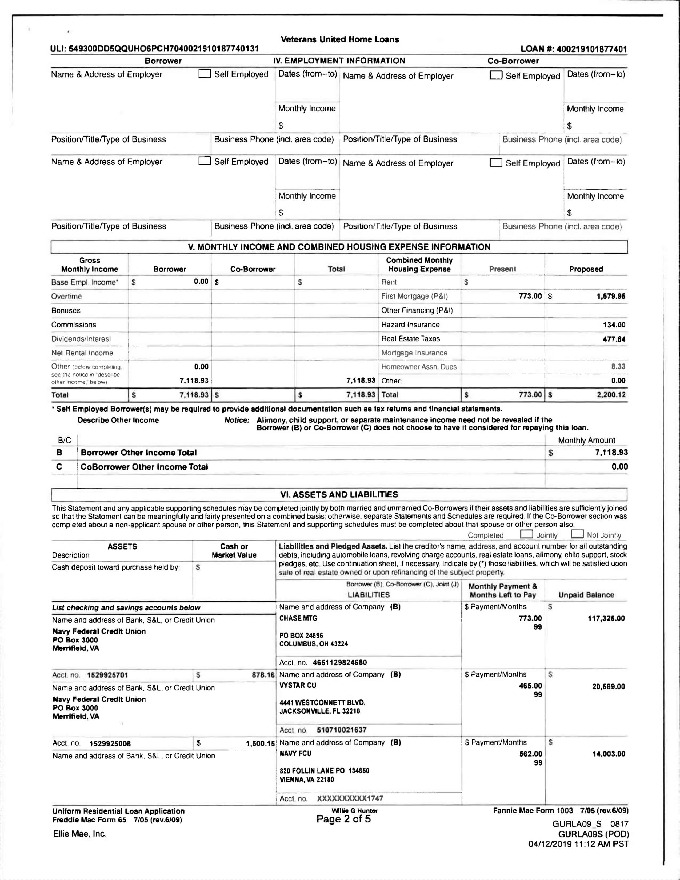 Veterans United Home Loans
ULI: 549300DD5QQUHO6PCH7040021910187740131 LOAN #: 400219101877401
Borrower IV. EMPLOYMENT INFORMATION Co-Borrower
Name & Address of Employer Self Employed Dates (from–to) Name & Address of Employer Self Employed Dates (from–to)
Monthly Income Monthly Income
$ $
Position/Title/Type of Business Business Phone (incl. area code) Position/Title/Type of Business Business Phone (incl. area code)
Name & Address of Employer Self Employed Dates (from–to) Name & Address of Employer Self Employed Dates (from–to)
Monthly Income Monthly Income
$ $
Position/Title/Type of Business Business Phone (incl. area code) Position/Title/Type of Business Business Phone (incl. area code)
V. MONTHLY INCOME AND COMBINED HOUSING EXPENSE INFORMATION
Gross Monthly Income Borrower Co-Borrower Total Combined Monthly Housing Expense Present Proposed
Base Empl. Income* $ 0.00 $ $ Rent $
Overtime First Mortgage (P&I) 773.00 $ 1,579.95
Bonuses Other Financing (P&I)
Commissions Hazard Insurance 134.00
Dividends/Interest Real Estate Taxes 477.84
Net Rental Income Mortgage Insurance
Other (before completing, see the notice in "describe other income," below) 0.00 Homeowner Assn. Dues 8.33
7,118.93 7,118.93 Other: 0.00
Total $ 7,118.93 $ $ 7,118.93 Total $ 773.00 $ 2,200.12
* Self Employed Borrower(s) may be required to provide additional documentation such as tax returns and financial statements.
Describe Other Income Notice: Alimony, child support, or separate maintenance income need not be revealed if the
Borrower (B) or Co-Borrower (C) does not choose to have it considered for repaying this loan.
B/C Monthly Amount
B Borrower Other Income Total $ 7,118.93
C CoBorrower Other Income Total 0.00
VI. ASSETS AND LIABILITIES
This Statement and any applicable supporting schedules may be completed jointly by both married and unmarried Co-Borrowers if their assets and liabilities are sufficiently joined
so that the Statement can be meaningfully and fairly presented on a combined basis; otherwise, separate Statements and Schedules are required. If the Co-Borrower section was
completed about a non-applicant spouse or other person, this Statement and supporting schedules must be completed about that spouse or other person also.
Completed Jointly Not Jointly
ASSETS Cash or Market Value
Description
Cash deposit toward purchase held by: $
Liabilities and Pledged Assets. List the creditor's name, address, and account number for all outstanding
debts, including automobile loans, revolving charge accounts, real estate loans, alimony, child support, stock
pledges, etc. Use continuation sheet, if necessary. Indicate by (*) those liabilities, which will be satisfied upon
sale of real estate owned or upon refinancing of the subject property.
Borrower (B), Co-Borrower (C), Joint (J)
LIABILITIES Monthly Payment & Months Left to Pay Unpaid Balance
List checking and savings accounts below Name and address of Company (B) $ Payment/Months $
Name and address of Bank, S&L, or Credit Union CHASE MTG 773.00 117,325.00
Navy Federal Credit Union 99
PO Box 3000 PO BOX 24696
Merrifield, VA COLUMBUS, OH 43224
Acct. no. 4651129824680
Acct. no. 1529925701 $ 878.16 Name and address of Company (B) $ Payment/Months $
Name and address of Bank, S&L, or Credit Union VYSTAR CU 465.00 20,569.00
Navy Federal Credit Union 99
PO Box 3000 4441 WESTCONNETT BLVD.
Merrifield, VA JACKSONVILLE, FL 32210
Acct. no. 510710021637
Acct. no. 1529925008 $ 1,500.15 Name and address of Company (B) $ Payment/Months $
Name and address of Bank, S&L, or Credit Union NAVY FCU 562.00 14,003.00
99
820 FOLLIN LANE PO 134650
VIENNA, VA 22180
Acct. no. XXXXXXXXXX1747
Uniform Residential Loan Application Willie G Hunter Fannie Mae Form 1003 7/05 (rev.6/09)
Freddie Mac Form 65 7/05 (rev.6/09) Page 2 of 5
GURLA09_S 0817
Ellie Mae, Inc. GURLA09S (POD)
04/12/2019 11:12 AM PST